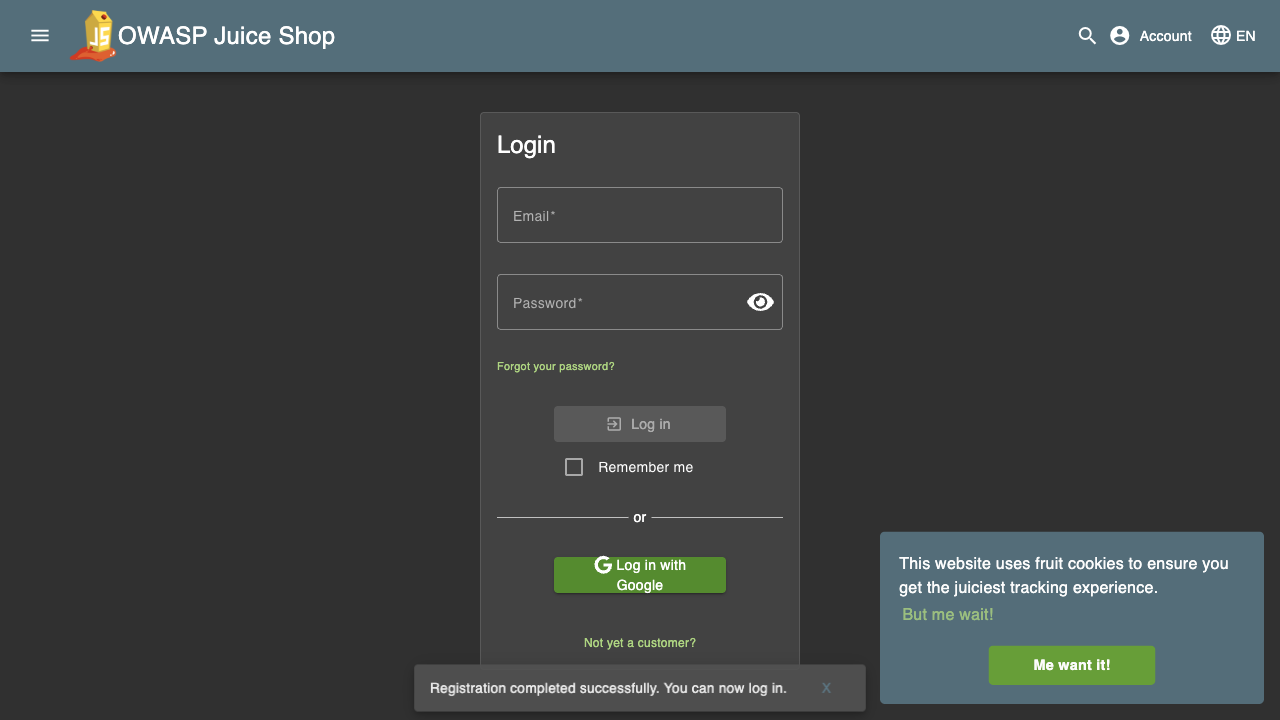 OWASP Juice Shop
Account
EN
Login
Email*
Password*
Forgot your password?
Log in
Remember me
or
Log in with
Google
Not yet a customer?
This website uses fruit cookies to ensure you
get the juiciest tracking experience.
But me wait!
Me want it!
Registration completed successfully. You can now log in.
X